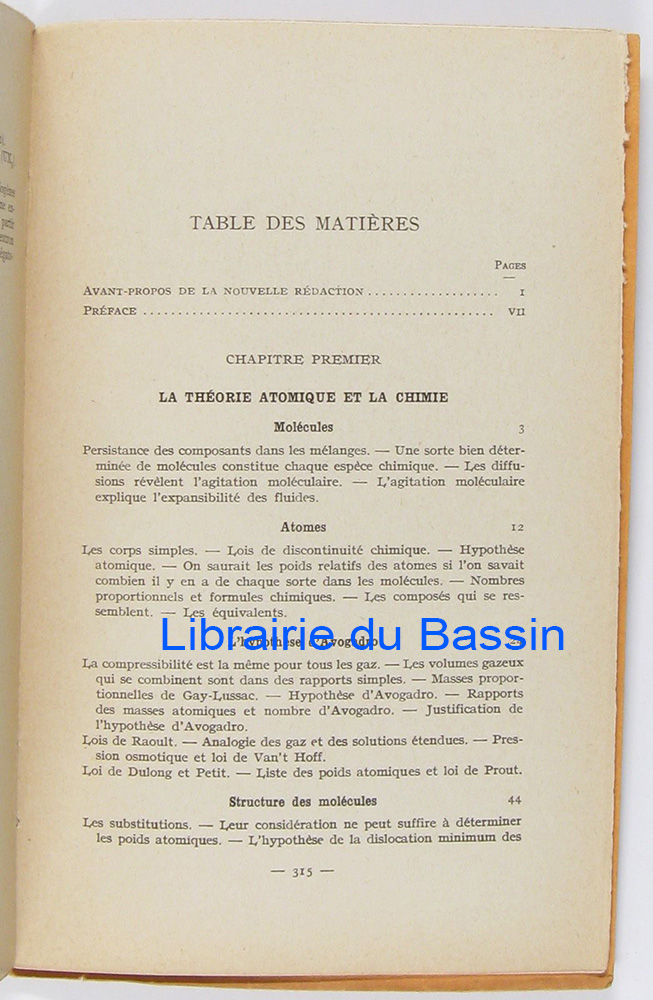 TABLE DES MATIÈRES
PAGES
AVANT-PROPOS DE LA NOUVELLE RÉDACTION ................... I
PRÉFACE .................................................. VII
CHAPITRE PREMIER
LA THÉORIE ATOMIQUE ET LA CHIMIE
Molécules 3
Persistance des composants dans les mélanges. — Une sorte bien déter-
minée de molécules constitue chaque espèce chimique. — Les diffu-
sions révèlent l'agitation moléculaire. — L'agitation moléculaire
explique l'expansibilité des fluides.
Atomes 12
Les corps simples. — Lois de discontinuité chimique. — Hypothèse
atomique. — On saurait les poids relatifs des atomes si l'on savait
combien il y en a de chaque sorte dans les molécules. — Nombres
proportionnels et formules chimiques. — Les composés qui se res-
semblent. — Les équivalents.
L'hypothèse d'Avogadro
Librairie du Bassin
La compressibilité est la même pour tous les gaz. — Les volumes gazeux
qui se combinent sont dans des rapports simples. — Masses propor-
tionnelles de Gay-Lussac. — Hypothèse d'Avogadro. — Rapports
des masses atomiques et nombre d'Avogadro. — Justification de
l'hypothèse d'Avogadro.
Lois de Raoult. — Analogie des gaz et des solutions étendues. — Pres-
sion osmotique et loi de Van't Hoff.
Loi de Dulong et Petit. — Liste des poids atomiques et loi de Prout.
Structure des molécules 44
Les substitutions. — Leur considération ne peut suffire à déterminer
les poids atomiques. — L'hypothèse de la dislocation minimum des
— 315 —